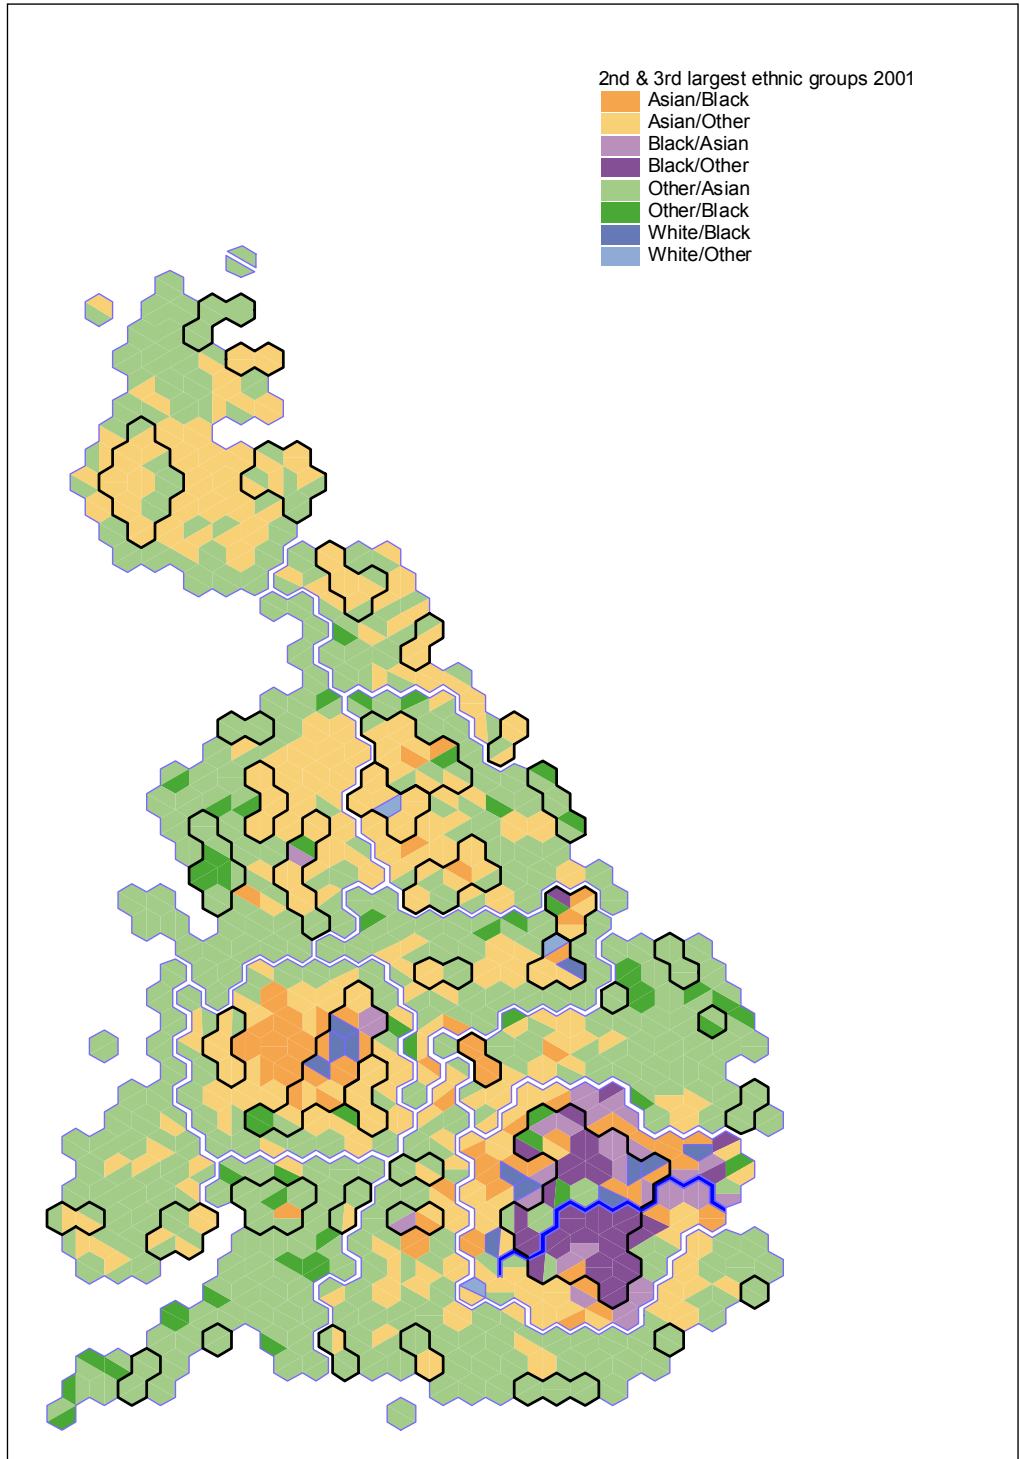 2nd & 3rd largest ethnic groups 2001
Asian/Black
Asian/Other
Black/Asian
Black/Other
Other/Asian
Other/Black
White/Black
White/Other